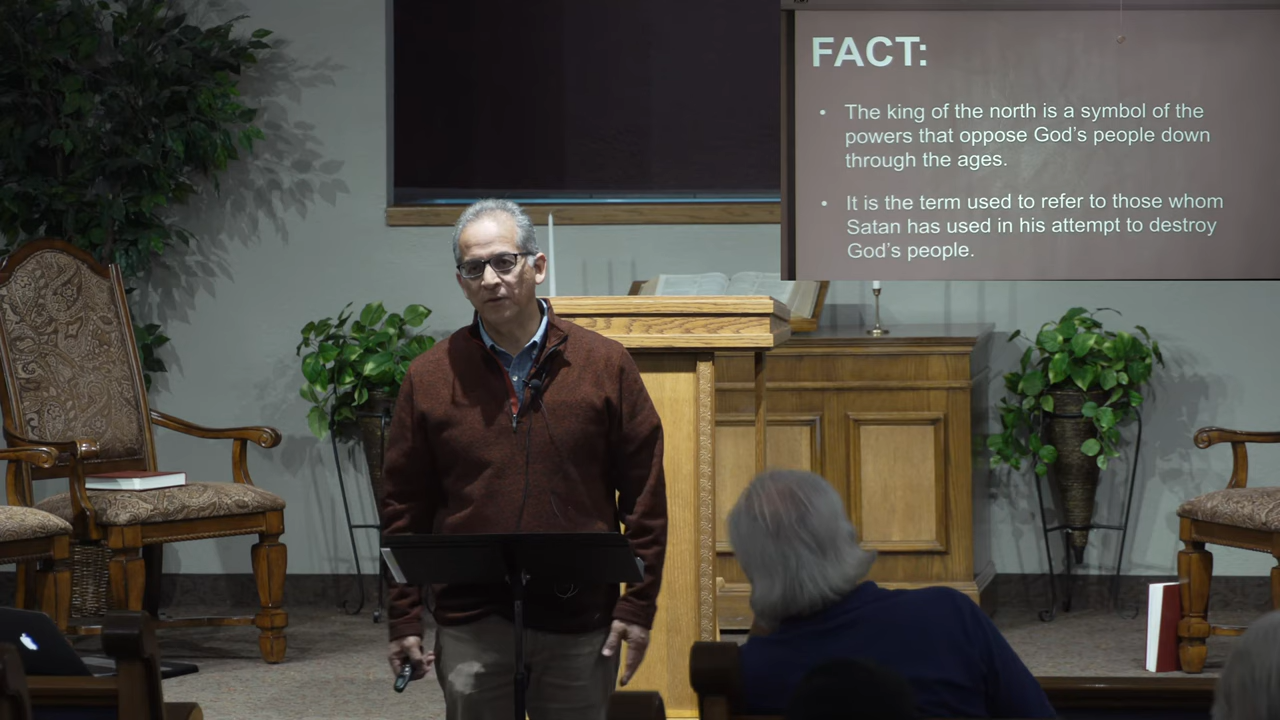 FACT:
• The king of the north is a symbol of the
powers that oppose God's people down
through the ages.
• It is the term used to refer to those whom
Satan has used in his attempt to destroy
God's people.